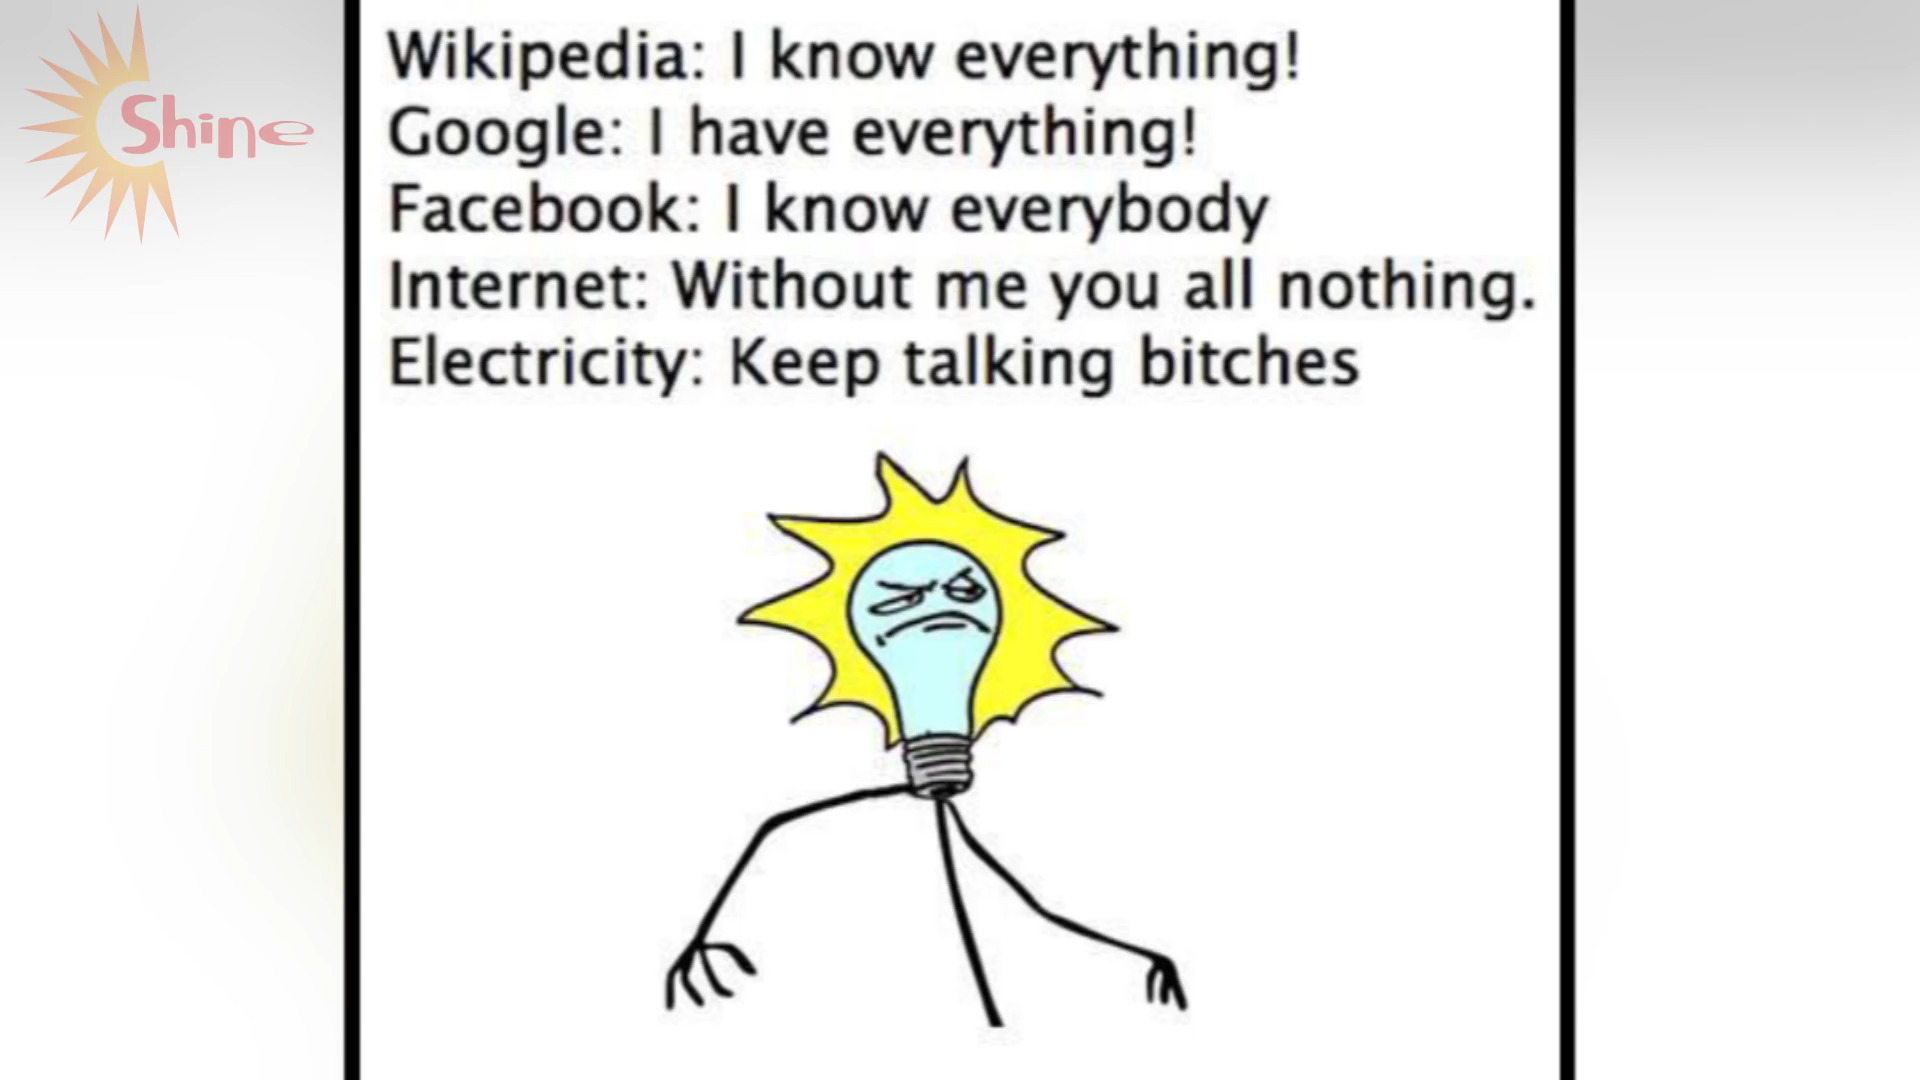 Shine
Wikipedia: I know everything!
Google: I have everything!
Facebook: I know everybody
Internet: Without me you all nothing.
Electricity: Keep talking bitches